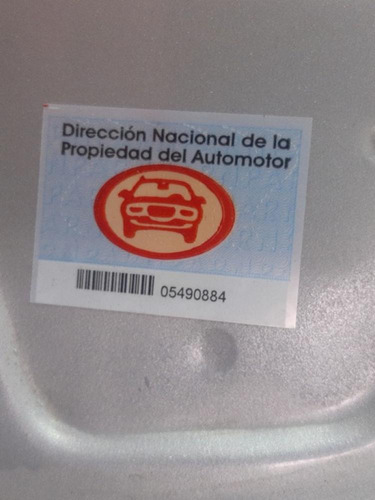 Dirección Nacional de la
Propiedad del Automotor
05490884